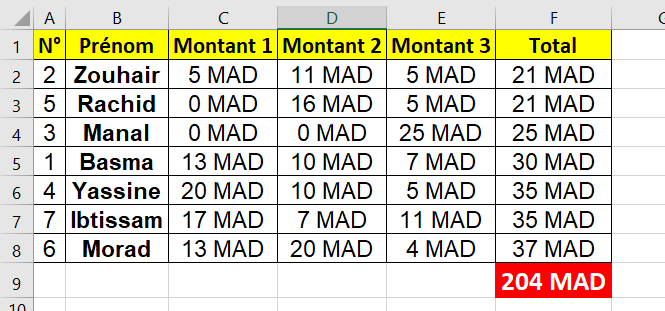 A B C D E F G
1 N° Prénom Montant 1 Montant 2 Montant 3 Total
2 2 Zouhair 5 MAD 11 MAD 5 MAD 21 MAD
3 5 Rachid 0 MAD 16 MAD 5 MAD 21 MAD
4 3 Manal 0 MAD 0 MAD 25 MAD 25 MAD
5 1 Basma 13 MAD 10 MAD 7 MAD 30 MAD
6 4 Yassine 20 MAD 10 MAD 5 MAD 35 MAD
7 7 Ibtissam 17 MAD 7 MAD 11 MAD 35 MAD
8 6 Morad 13 MAD 20 MAD 4 MAD 37 MAD
9 204 MAD
10